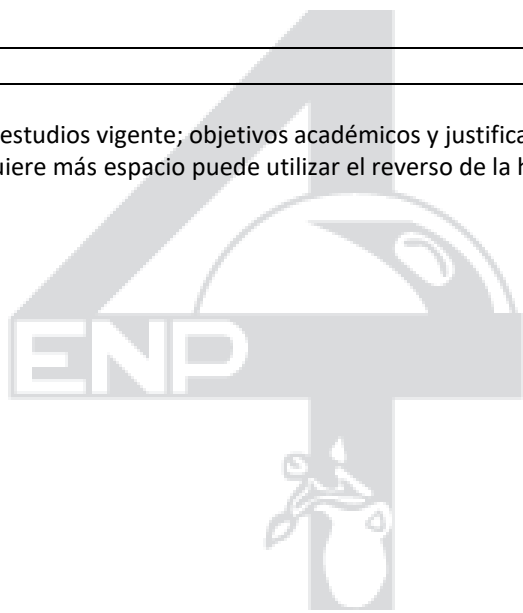 estudios vigente; objetivos académicos y justifica
uiere más espacio puede utilizar el reverso de la
ENP